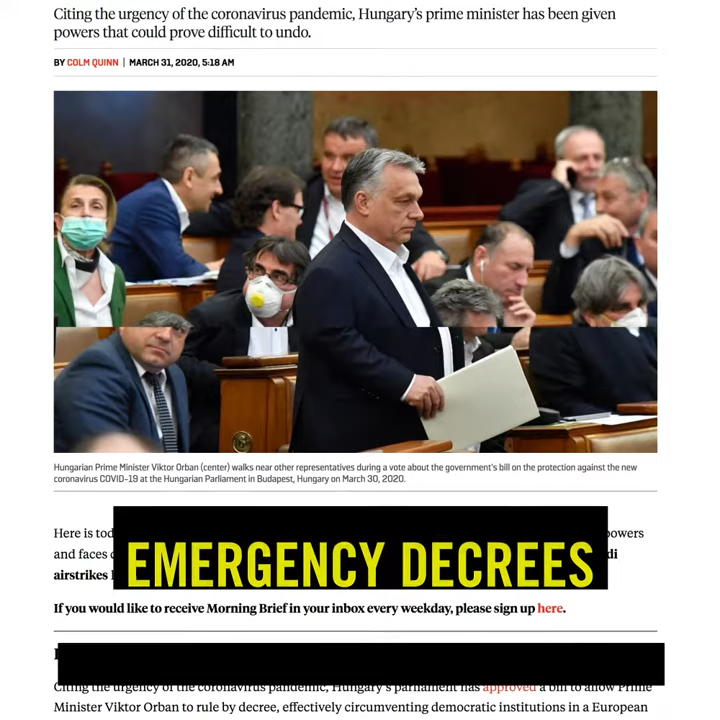 Citing the urgency of the coronavirus pandemic, Hungary's prime minister has been given
powers that could prove difficult to undo.
BY COLM QUINN | MARCH 31, 2020, 5:18 AM
Hungarian Prime Minister Viktor Orban (center) walks near other representatives during a vote about the government's bill on the protection against the new
coronavirus COVID-19 at the Hungarian Parliament in Budapest, Hungary on March 30, 2020.
Here is powers
and faces
airstrikes
EMERGENCY DECREES
If you would like to receive Morning Brief in your inbox every weekday, please sign up here.
Citing the urgency of the coronavirus pandemic, Hungary's parliament has approved a bill to allow Prime
Minister Viktor Orban to rule by decree, effectively circumventing democratic institutions in a European